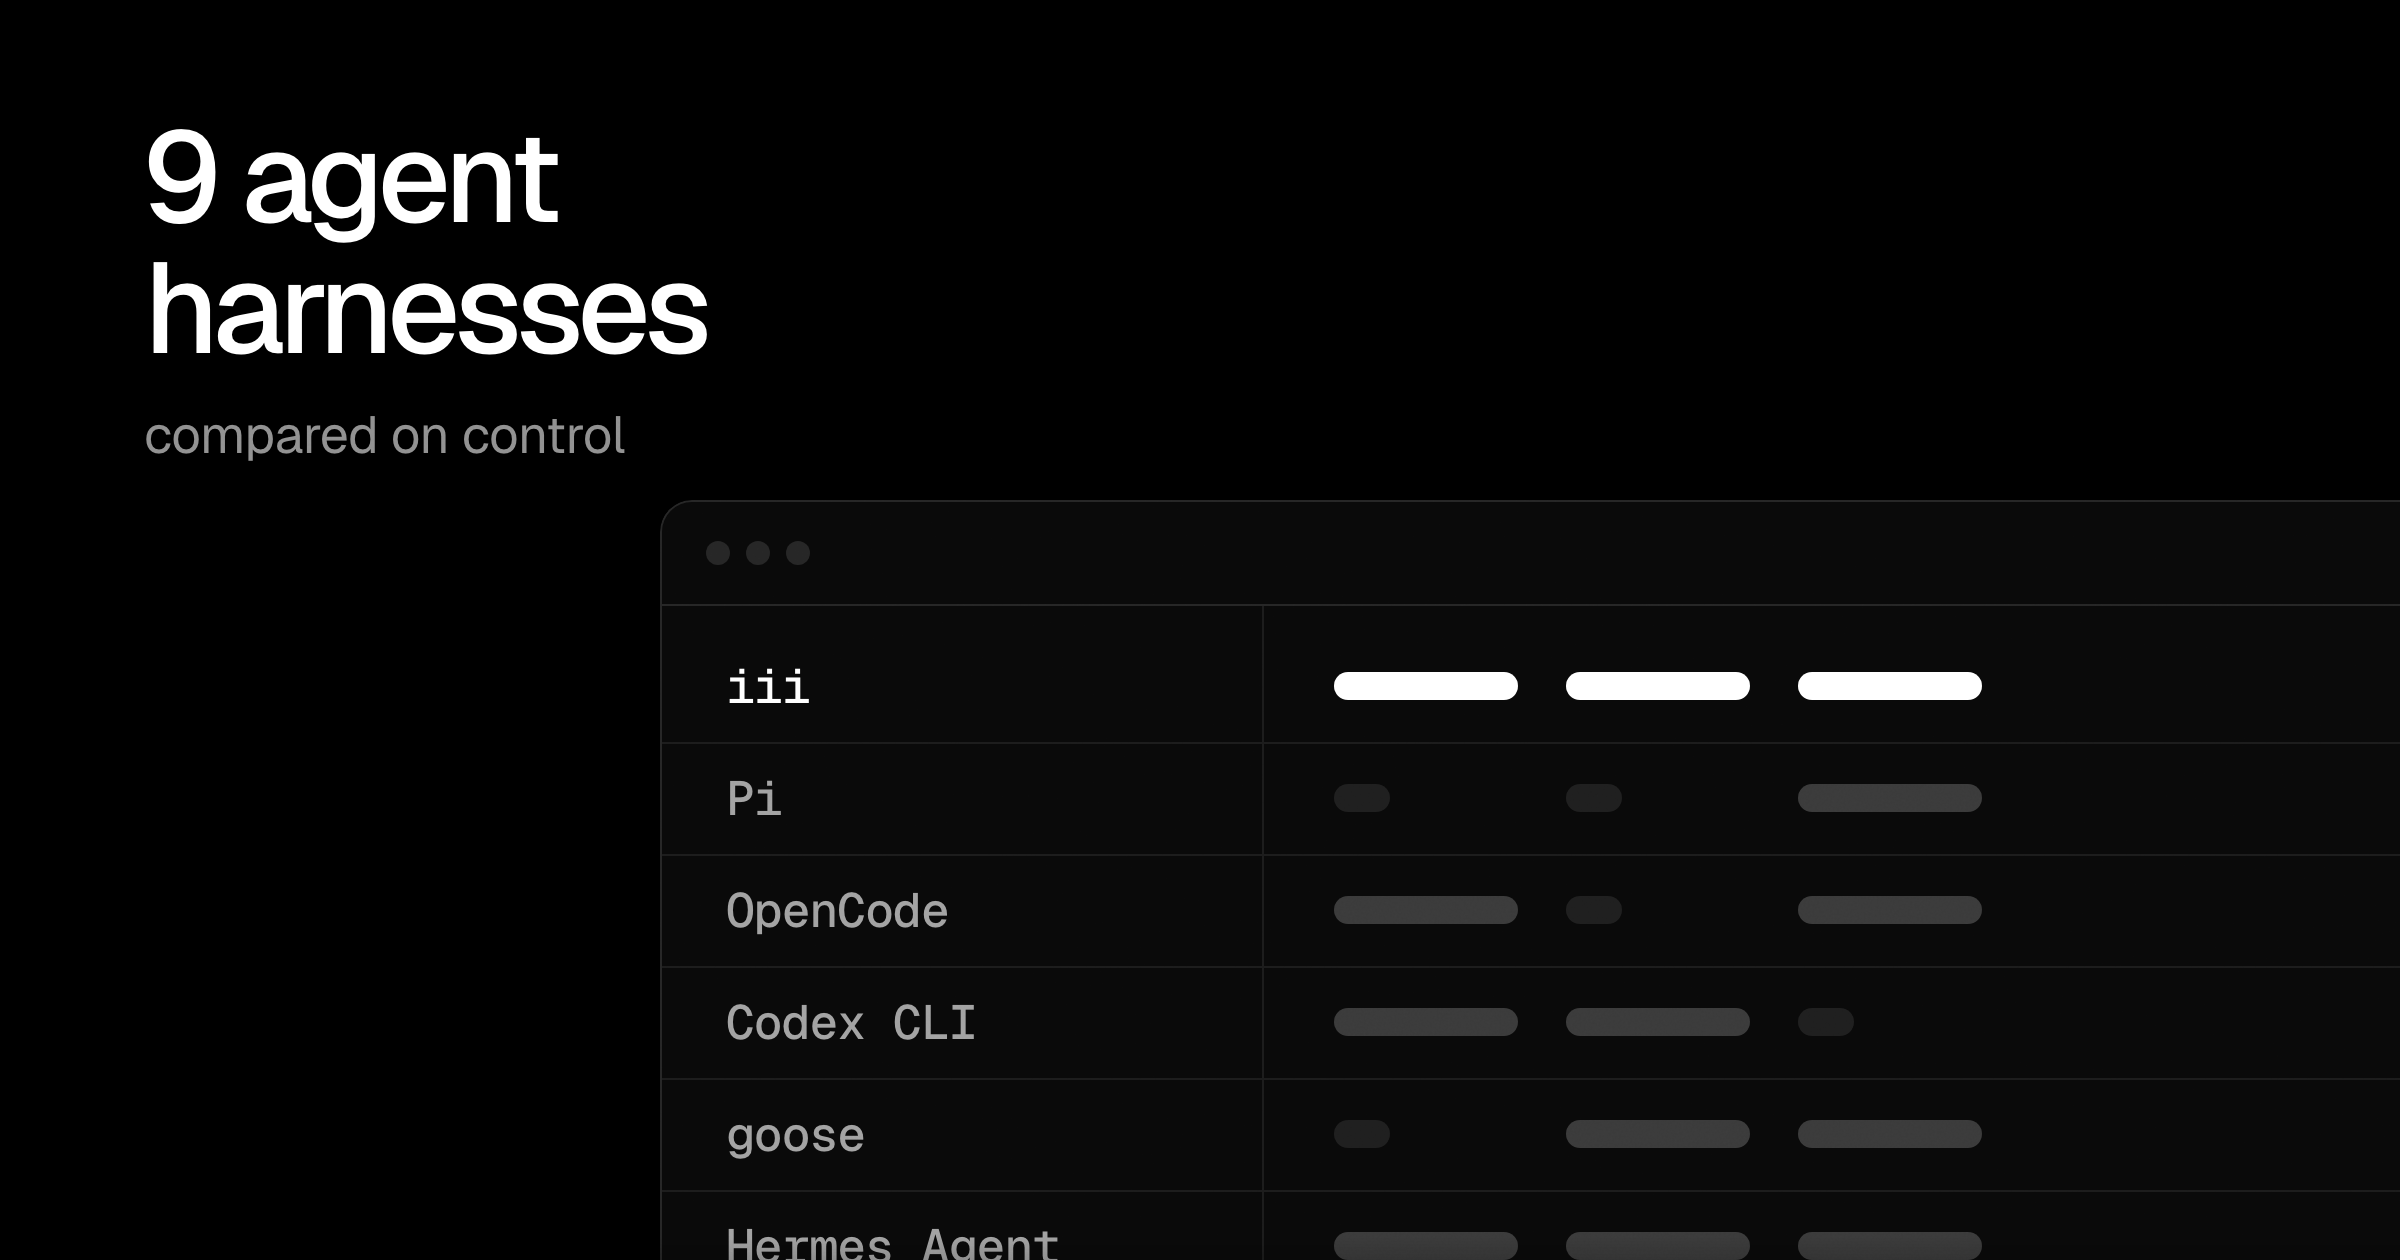 9 agent
harnesses
compared on control
iii
Pi
OpenCode
Codex CLI
goose
Hermes Agent